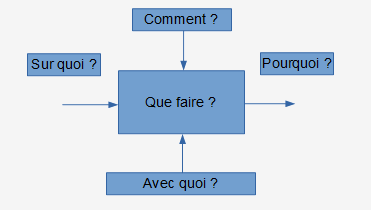 Comment ?
Sur quoi ?
Pourquoi ?
Que faire ?
Avec quoi ?